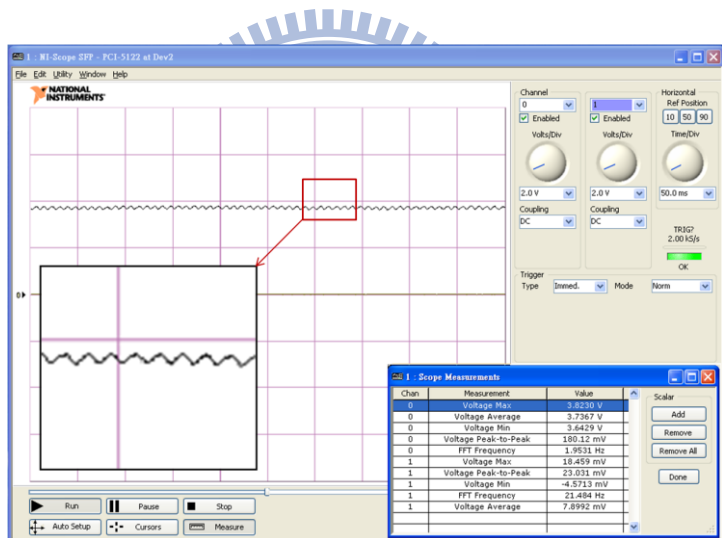 1 : NI-Scope SFP - PCI-5122 at Dev2
File Edit Utility Window Help
NATIONAL
INSTRUMENTS
0
Channel
0
Enabled
Volts/Div
2.0 V
Coupling
DC
1
Enabled
Volts/Div
2.0 V
Coupling
DC
Horizontal
Ref Position
10 50 90
Time/Div
50.0 ms
TRIG?
2.00 kS/s
OK
Trigger
Type Immed. Mode Norm
Run Pause Stop
Auto Setup Cursors Measure
1 : Scope Measurements
Chan Measurement Value
0 Voltage Max 3.8230 V
0 Voltage Average 3.7367 V
0 Voltage Min 3.6429 V
0 Voltage Peak-to-Peak 180.12 mV
0 FFT Frequency 1.9531 Hz
1 Voltage Max 18.459 mV
1 Voltage Peak-to-Peak 23.031 mV
1 Voltage Min -4.5713 mV
1 FFT Frequency 21.484 Hz
1 Voltage Average 7.8992 mV
Scalar
Add
Remove
Remove All
Done